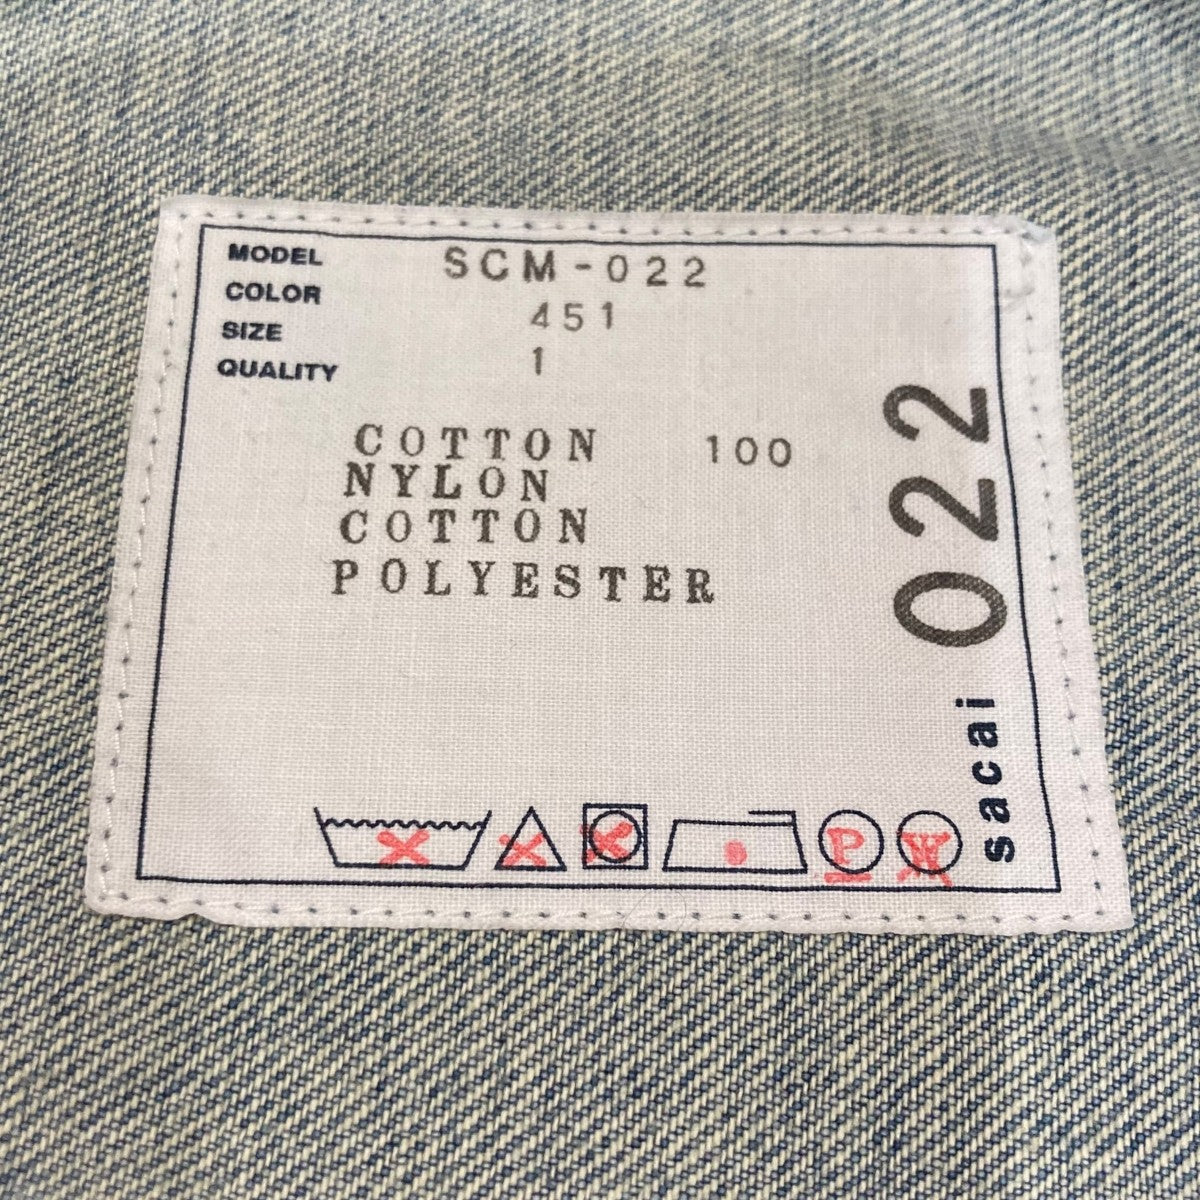 MODEL SCM-022
COLOR 451
SIZE 1
QUALITY
COTTON 100
NYLON
COTTON
POLYESTER
P W
sacai 022